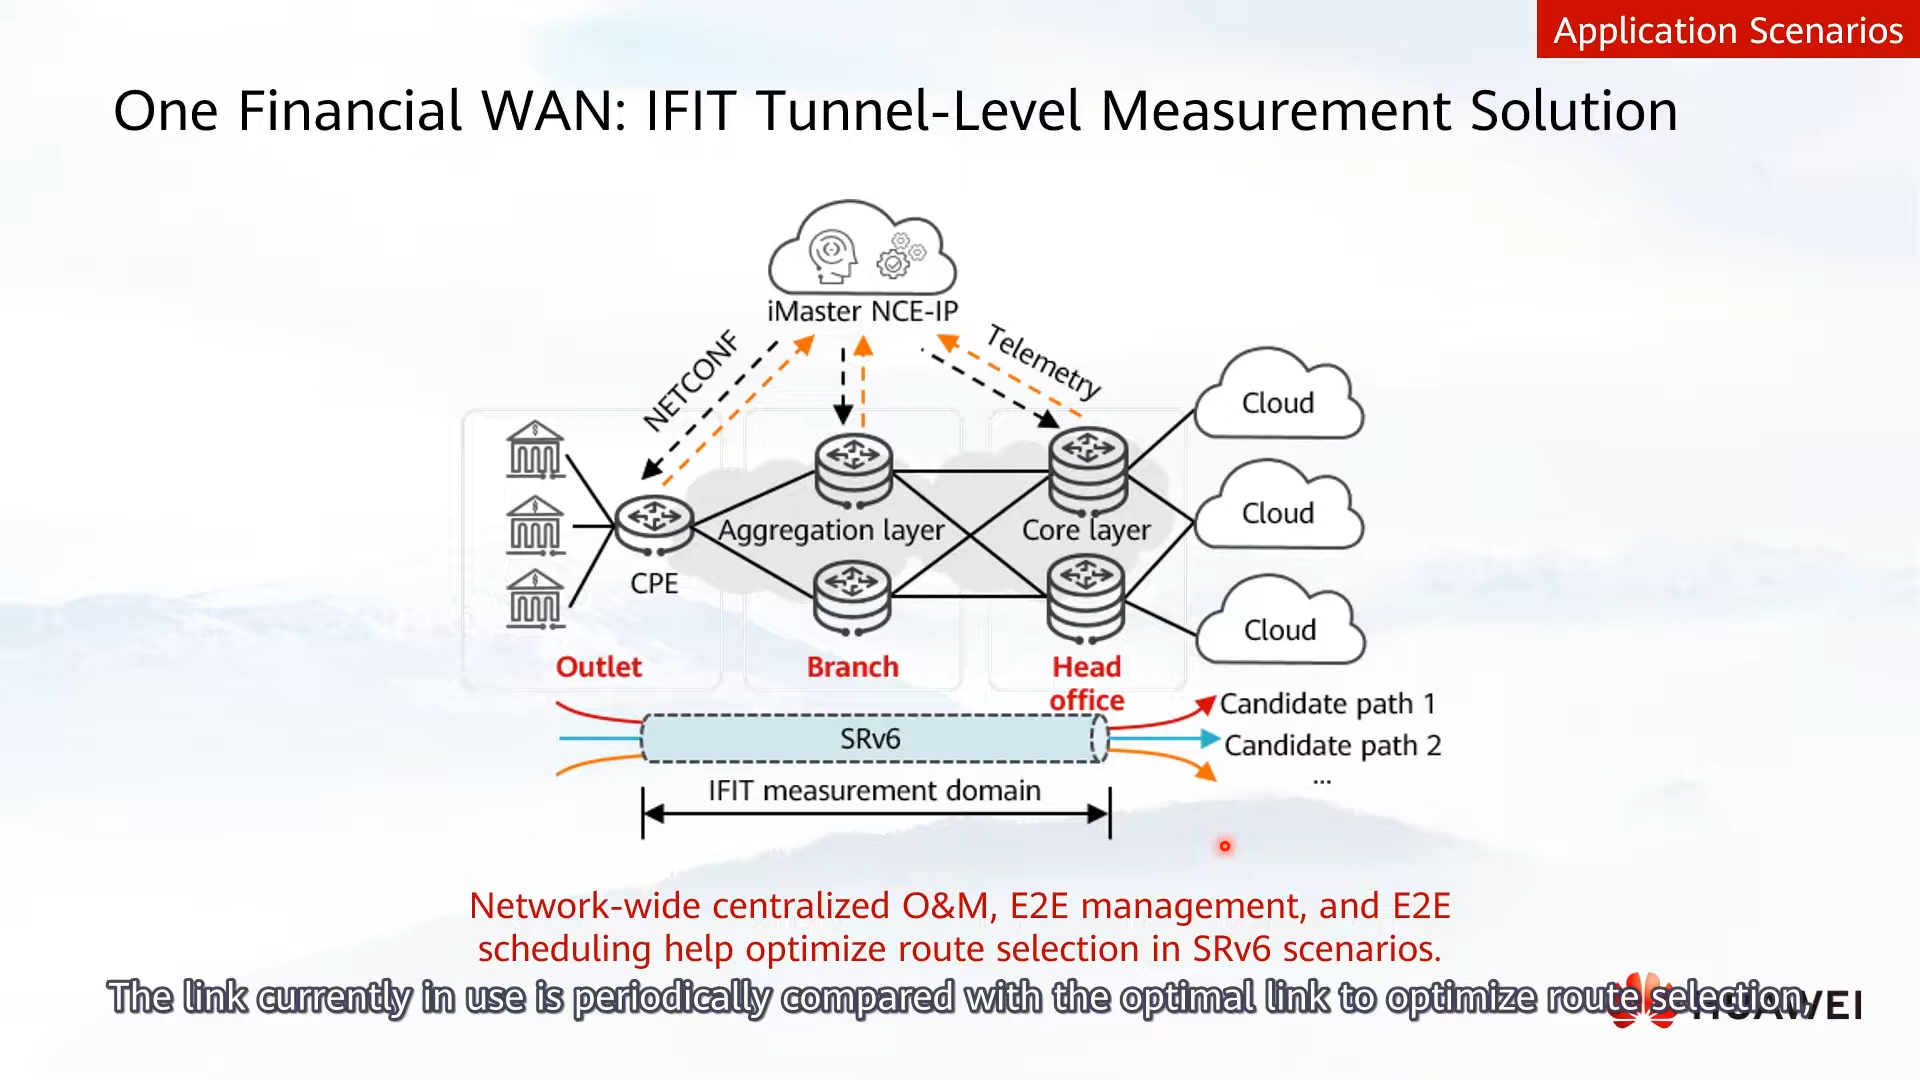 Application Scenarios
One Financial WAN: IFIT Tunnel-Level Measurement Solution
iMaster NCE-IP
NETCONF
Telemetry
Cloud
Cloud
Cloud
Aggregation layer
Core layer
CPE
Outlet
Branch
Head
office
Candidate path 1
SRv6
Candidate path 2
...
IFIT measurement domain
Network-wide centralized O&M, E2E management, and E2E
scheduling help optimize route selection in SRv6 scenarios.
The link currently in use is periodically compared with the optimal link to optimize route selection,
HUAWEI